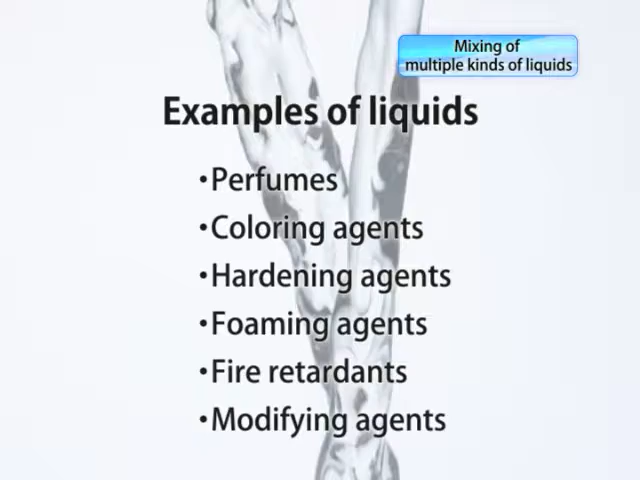 Mixing of
multiple kinds of liquids
Examples of liquids
・Perfumes
・Coloring agents
・Hardening agents
・Foaming agents
・Fire retardants
・Modifying agents